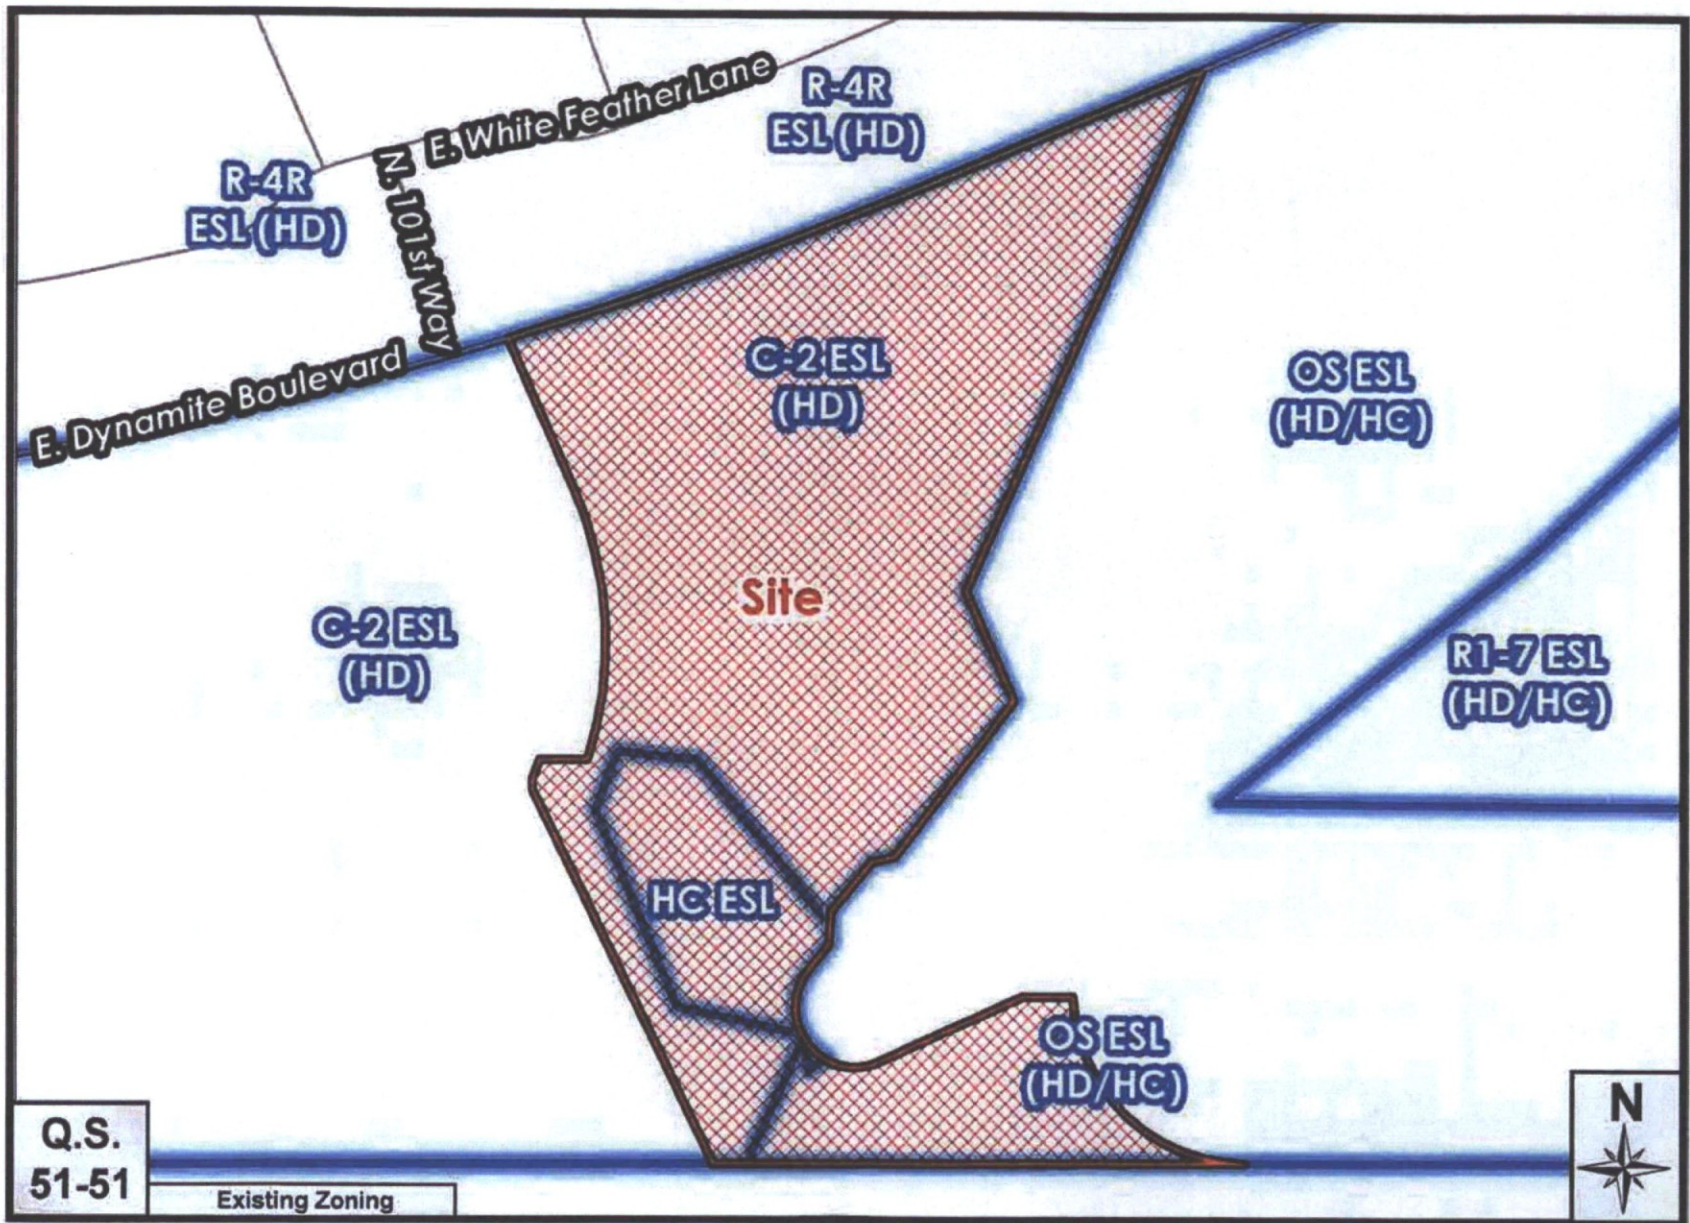 E. White Feather Lane
R-4R
ESL (HD)
R-4R
ESL (HD)
N. 101st Way
E. Dynamite Boulevard
C-2 ESL
(HD)
OS ESL
(HD/HC)
Site
C-2 ESL
(HD)
R1-7 ESL
(HD/HC)
HC ESL
OS ESL
(HD/HC)
Q.S.
51-51
Existing Zoning
N